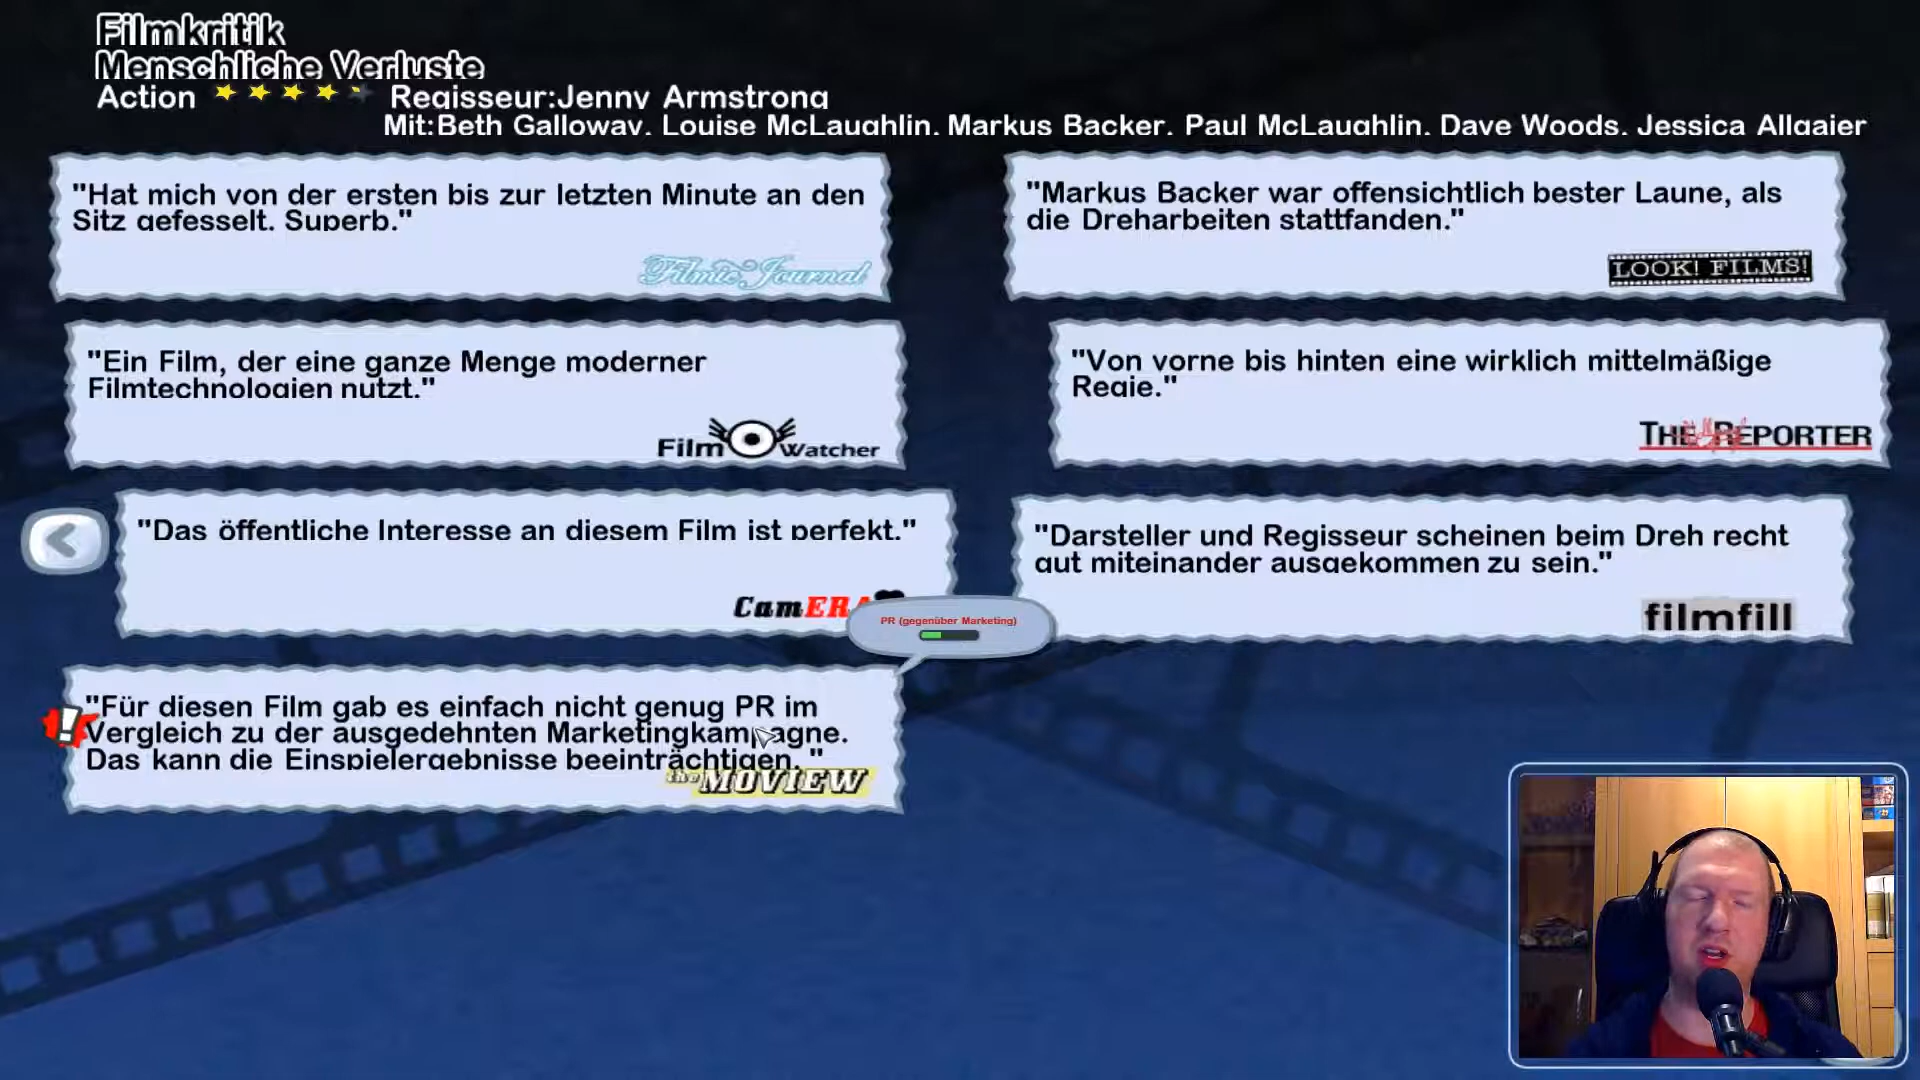 Filmkritik
Menschliche Verluste
Action Regisseur:Jenny Armstrong
Mit:Beth Galloway, Louise McLaughlin, Markus Backer, Paul McLaughlin, Dave Woods, Jessica Allgaier
"Hat mich von der ersten bis zur letzten Minute an den
Sitz gefesselt. Superb."
Filmic Journal
"Markus Backer war offensichtlich bester Laune, als
die Dreharbeiten stattfanden."
LOOK! FILMS!
"Ein Film, der eine ganze Menge moderner
Filmtechnologien nutzt."
Film Watcher
"Von vorne bis hinten eine wirklich mittelmäßige
Regie."
THE REPORTER
"Das öffentliche Interesse an diesem Film ist perfekt."
CamERA
"Darsteller und Regisseur scheinen beim Dreh recht
gut miteinander ausgekommen zu sein."
filmfill
PR (gegenüber Marketing)
"Für diesen Film gab es einfach nicht genug PR im
Vergleich zu der ausgedehnten Marketingkampagne.
Das kann die Einspielergebnisse beeinträchtigen. "
the MOVIEW